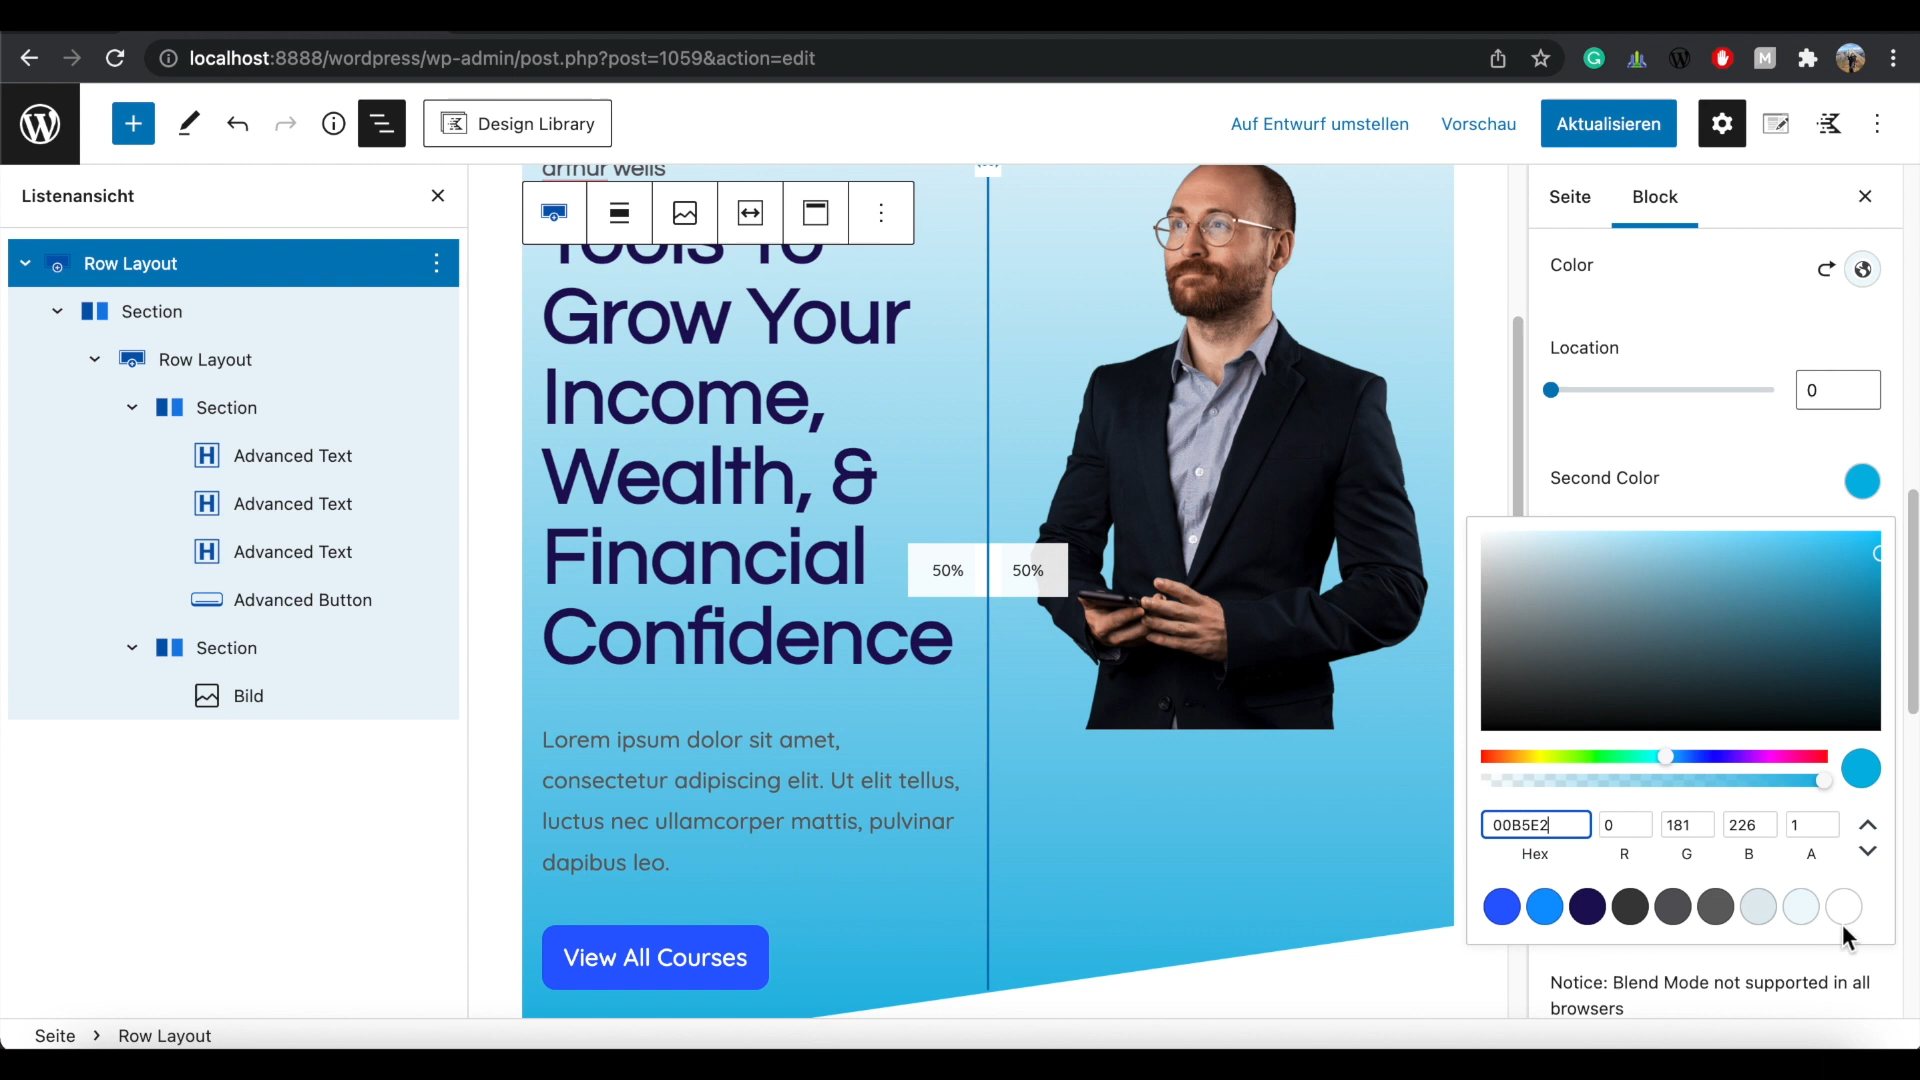 localhost:8888/wordpress/wp-admin/post.php?post=1059&action=edit
Design Library
Auf Entwurf umstellen
Vorschau
Aktualisieren
Listenansicht
Row Layout
Section
Row Layout
Section
Advanced Text
Advanced Text
Advanced Text
Advanced Button
Section
Bild
arthur wells
Tools To
Grow Your
Income,
Wealth, &
Financial
Confidence
50%
50%
Lorem ipsum dolor sit amet,
consectetur adipiscing elit. Ut elit tellus,
luctus nec ullamcorper mattis, pulvinar
dapibus leo.
View All Courses
Seite
Block
Color
Location
0
Second Color
00B5E2
0
181
226
1
Hex
R
G
B
A
Notice: Blend Mode not supported in all
browsers
Seite > Row Layout